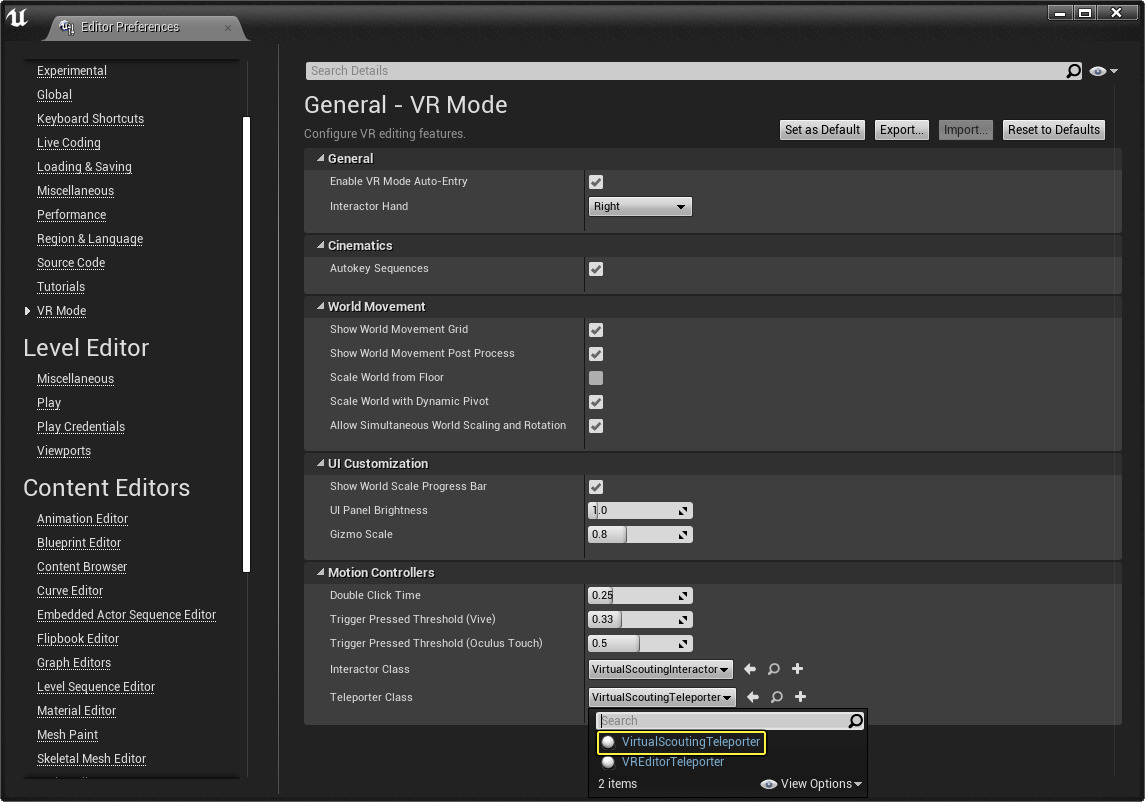 Editor Preferences
Experimental
Global
Keyboard Shortcuts
Live Coding
Loading & Saving
Miscellaneous
Performance
Region & Language
Source Code
Tutorials
VR Mode
Level Editor
Miscellaneous
Play
Play Credentials
Viewports
Content Editors
Animation Editor
Blueprint Editor
Content Browser
Curve Editor
Embedded Actor Sequence Editor
Flipbook Editor
Graph Editors
Level Sequence Editor
Material Editor
Mesh Paint
Skeletal Mesh Editor
Search Details
General - VR Mode
Configure VR editing features.
Set as Default Export... Import... Reset to Defaults
General
Enable VR Mode Auto-Entry
Interactor Hand Right
Cinematics
Autokey Sequences
World Movement
Show World Movement Grid
Show World Movement Post Process
Scale World from Floor
Scale World with Dynamic Pivot
Allow Simultaneous World Scaling and Rotation
UI Customization
Show World Scale Progress Bar
UI Panel Brightness 1.0
Gizmo Scale 0.8
Motion Controllers
Double Click Time 0.25
Trigger Pressed Threshold (Vive) 0.33
Trigger Pressed Threshold (Oculus Touch) 0.5
Interactor Class VirtualScoutingInteractor
Teleporter Class VirtualScoutingTeleporter
Search
VirtualScoutingTeleporter
VREditorTeleporter
2 items View Options